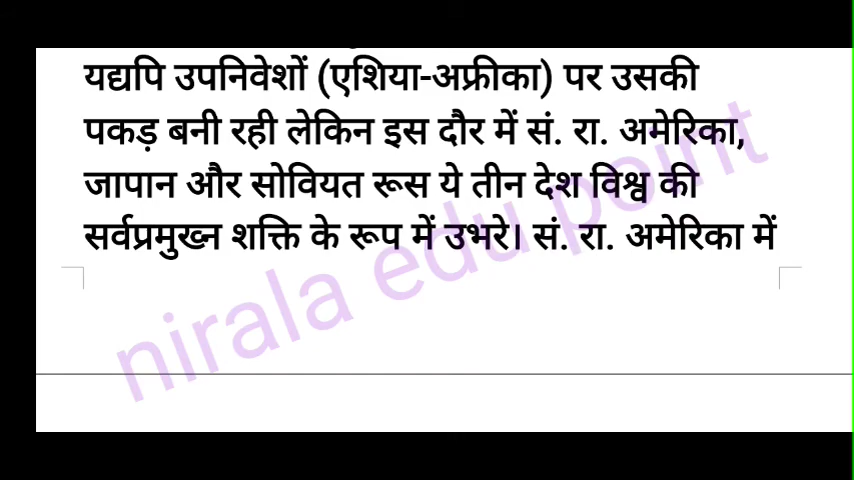 यद्यपि उपनिवेशों (एशिया-अफ्रीका) पर उसकी
पकड़ बनी रही लेकिन इस दौर में सं. रा. अमेरिका,
जापान और सोवियत रूस ये तीन देश विश्व की
सर्वप्रमुख्न शक्ति के रूप में उभरे। सं. रा. अमेरिका में
nirala edu point